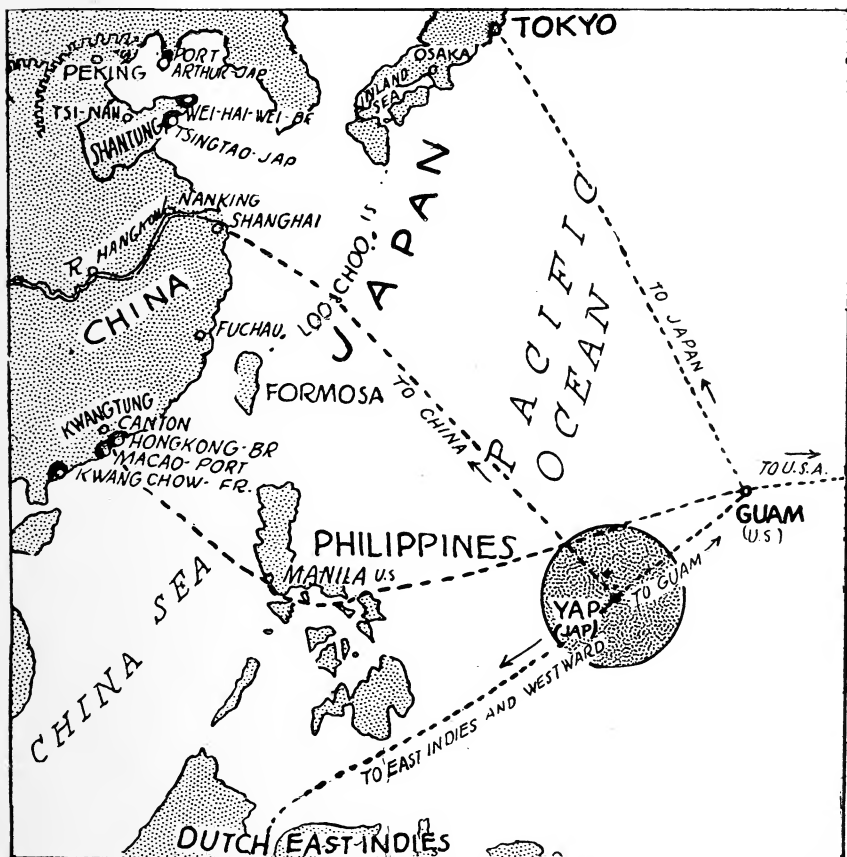 TOKYO
OSAKA
INLAND
SEA
PEKING
PORT
ARTHUR-JAP
TSI-NAN
WEI-HAI-WEI-BR
SHANTUNG
TSINGTAO-JAP
JAPAN
PACIFIC
OCEAN
R. HANGKOW
NANKING
SHANGHAI
LOO-CHOO. IS
CHINA
FUCHAU.
FORMOSA
TO JAPAN
TO CHINA
KWANGTUNG
CANTON
HONGKONG-BR
MACAO-PORT
KWANG CHOW-FR.
TO U.S.A.
GUAM
(U.S)
PHILIPPINES
MANILA U.S
TO GUAM
YAP
(JAP)
CHINA SEA
TO EAST INDIES AND WESTWARD
DUTCH EAST-INDIES